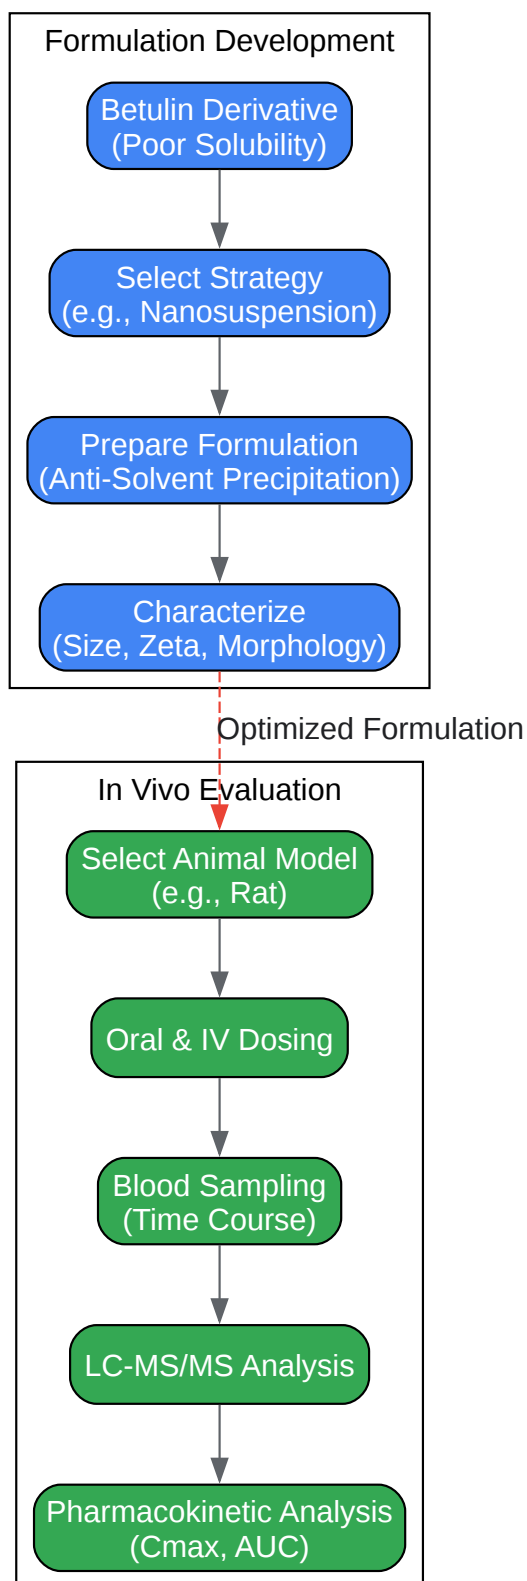 Formulation Development
Betulin Derivative
(Poor Solubility)
Select Strategy
(e.g., Nanosuspension)
Prepare Formulation
(Anti-Solvent Precipitation)
Characterize
(Size, Zeta, Morphology)
Optimized Formulation
In Vivo Evaluation
Select Animal Model
(e.g., Rat)
Oral & IV Dosing
Blood Sampling
(Time Course)
LC-MS/MS Analysis
Pharmacokinetic Analysis
(Cmax, AUC)